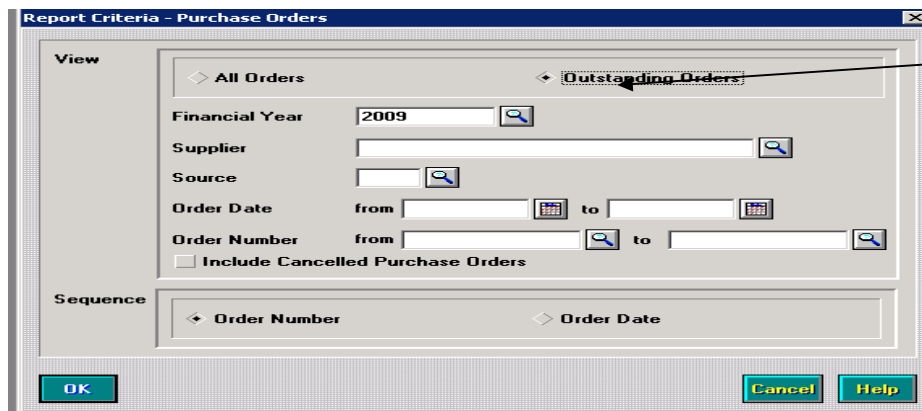 Report Criteria - Purchase Orders
View
All Orders Outstanding Orders
Financial Year 2009
Supplier
Source
Order Date from to
Order Number from to
Include Cancelled Purchase Orders
Sequence
Order Number Order Date
OK Cancel Help